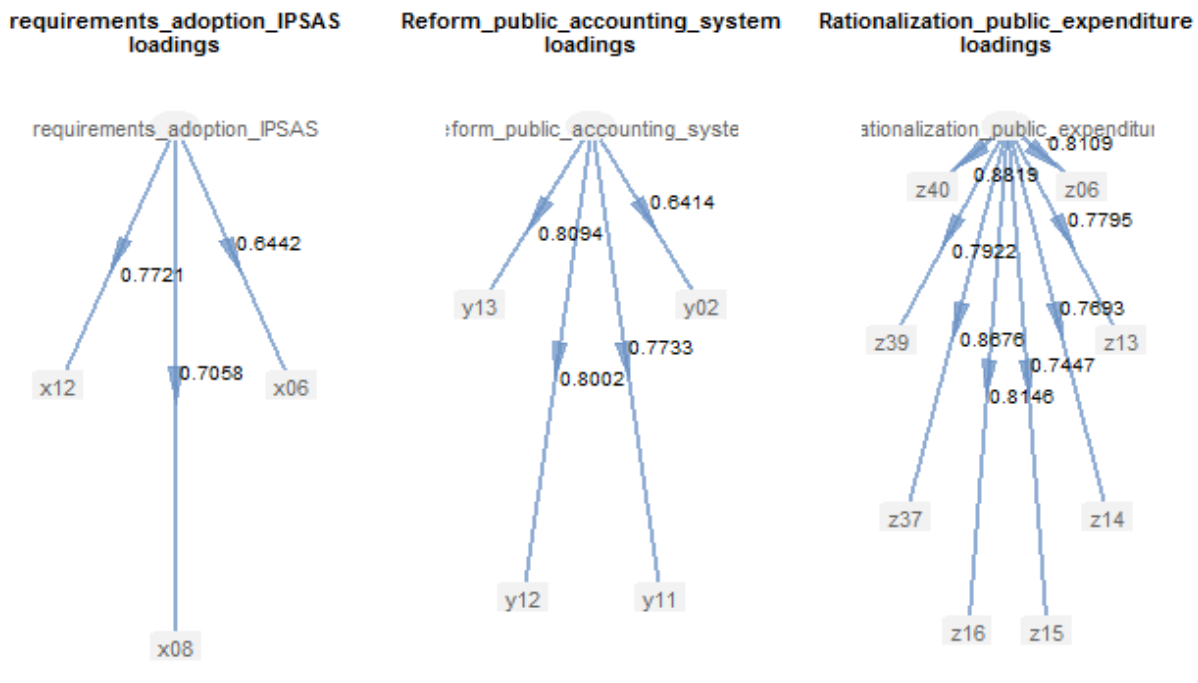 requirements_adoption_IPSAS
loadings
Reform_public_accounting_system
loadings
Rationalization_public_expenditure
loadings
requirements_adoption_IPSAS
0.6442
0.7721
0.7058
x12
x06
x08
eform_public_accounting_syste
0.6414
0.8094
y13
y02
0.7733
0.8002
y12
y11
ationalization_public_expenditur
0.8109
0.8819
z40
z06
0.7795
0.7922
0.7693
0.8676
z39
z13
0.7447
0.8146
z37
z14
z16
z15